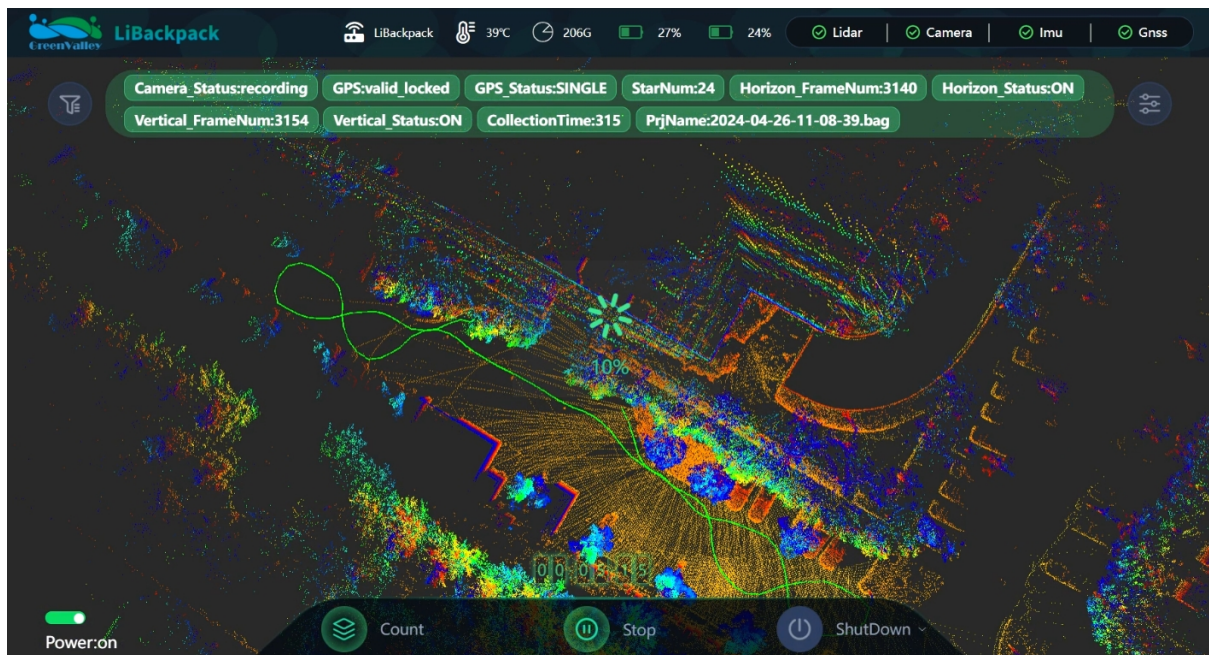 GreenValley LiBackpack LiBackpack 39°C 206G 27% 24% Lidar Camera Imu Gnss
Camera_Status:recording GPS:valid_locked GPS_Status:SINGLE StarNum:24 Horizon_FrameNum:3140 Horizon_Status:ON
Vertical_FrameNum:3154 Vertical_Status:ON CollectionTime:315 PrjName:2024-04-26-11-08-39.bag
10%
Power:on
Count Stop ShutDown